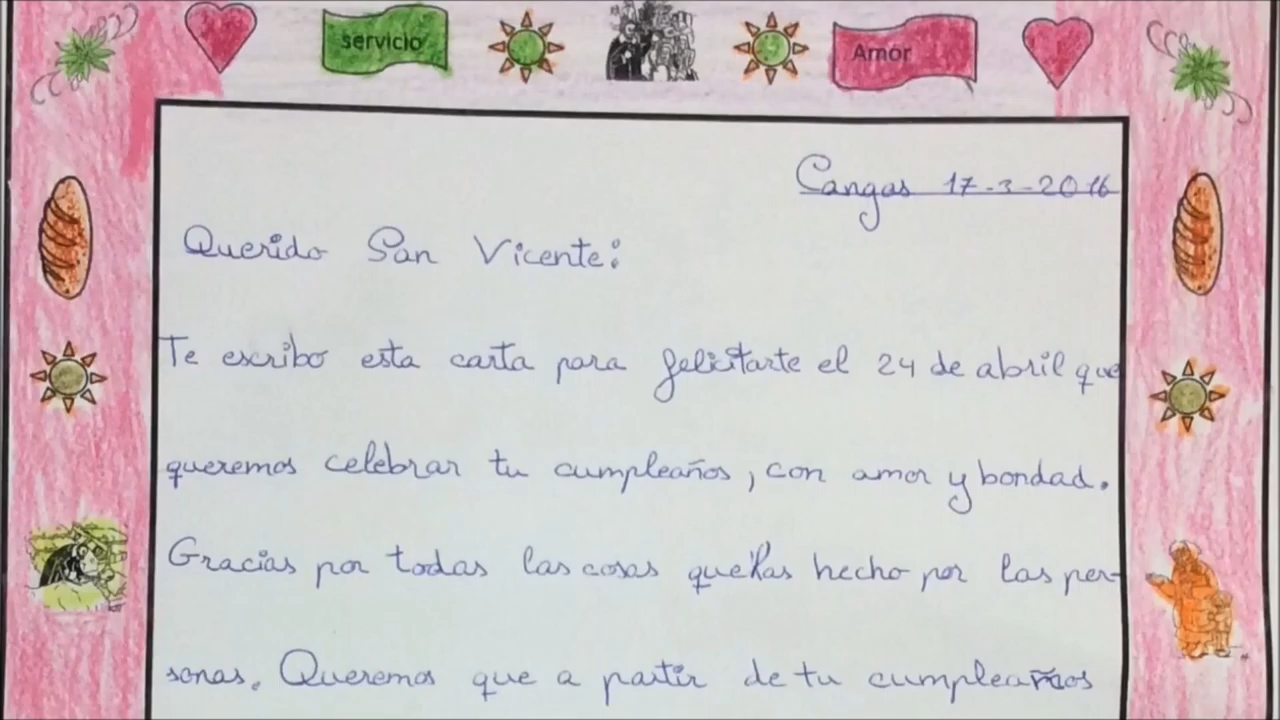 servicio
Amor
Cangas 17-3-2016
Querido San Vicente:
Te escribo esta carta para felicitarte el 24 de abril que
queremos celebrar tu cumpleaños, con amor y bondad.
Gracias por todas las cosas que has hecho por las per-
sonas. Queremos que a partir de tu cumpleaños